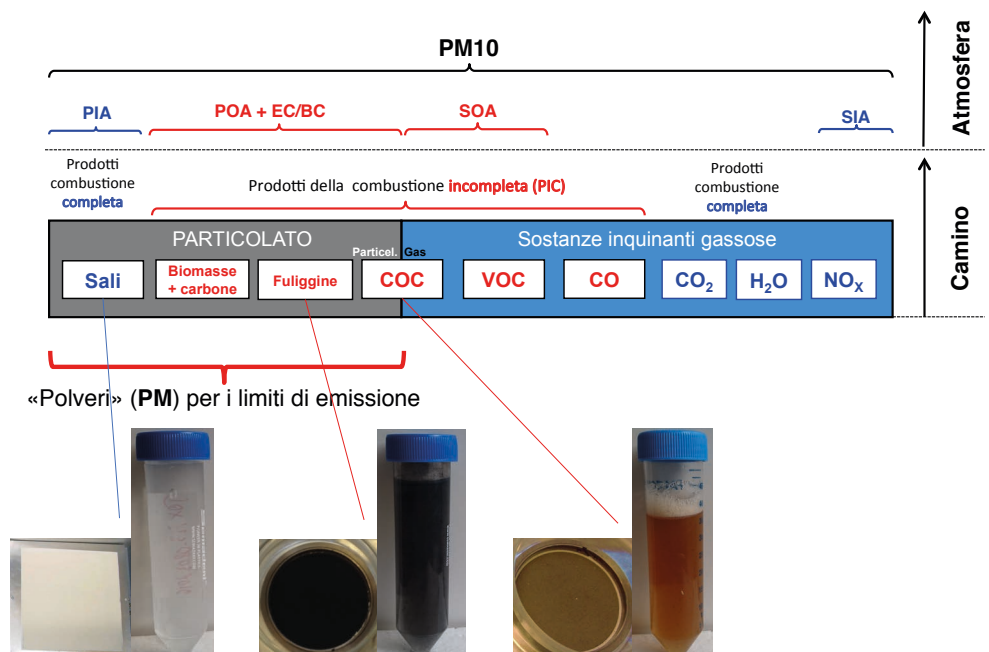 PM10
Atmosfera
PIA
POA + EC/BC
SOA
SIA
Prodotti
combustione
completa
Prodotti della combustione incompleta (PIC)
Prodotti
combustione
completa
Camino
PARTICOLATO
Sostanze inquinanti gassose
Particel. Gas
Sali
Biomasse
+ carbone
Fuliggine
COC
VOC
CO
CO₂
H₂O
NOX
«Polveri» (PM) per i limiti di emissione